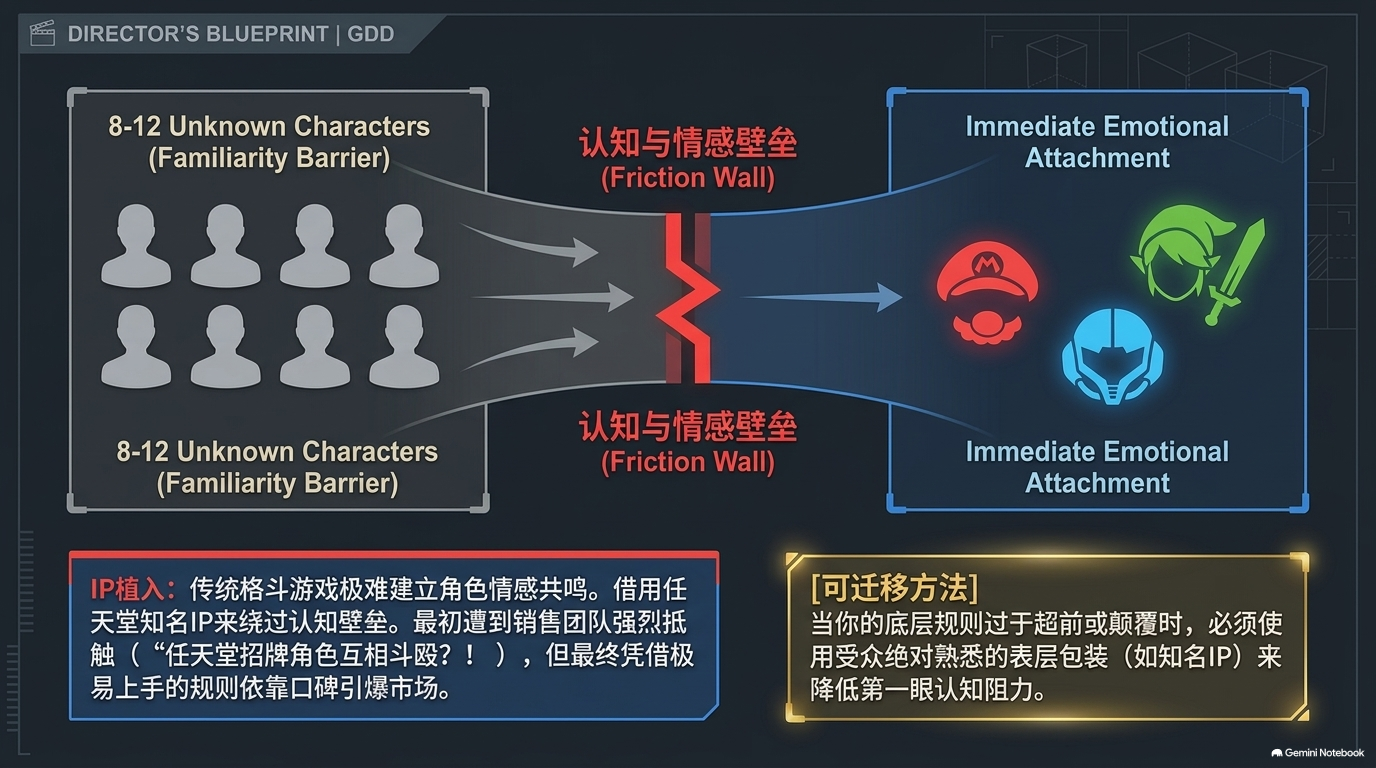 DIRECTOR'S BLUEPRINT | GDD
8-12 Unknown Characters
(Familiarity Barrier)
认知与情感壁垒
(Friction Wall)
Immediate Emotional
Attachment
M
认知与情感壁垒
(Friction Wall)
8-12 Unknown Characters
(Familiarity Barrier)
Immediate Emotional
Attachment
IP植入：传统格斗游戏极难建立角色情感共鸣。借用任
天堂知名IP来绕过认知壁垒。最初遭到销售团队强烈抵
触（“任天堂招牌角色互相斗殴？！），但最终凭借极
易上手的规则依靠口碑引爆市场。
[可迁移方法]
当你的底层规则过于超前或颠覆时，必须使
用受众绝对熟悉的表层包装（如知名IP）来
降低第一眼认知阻力。
Gemini Notebook